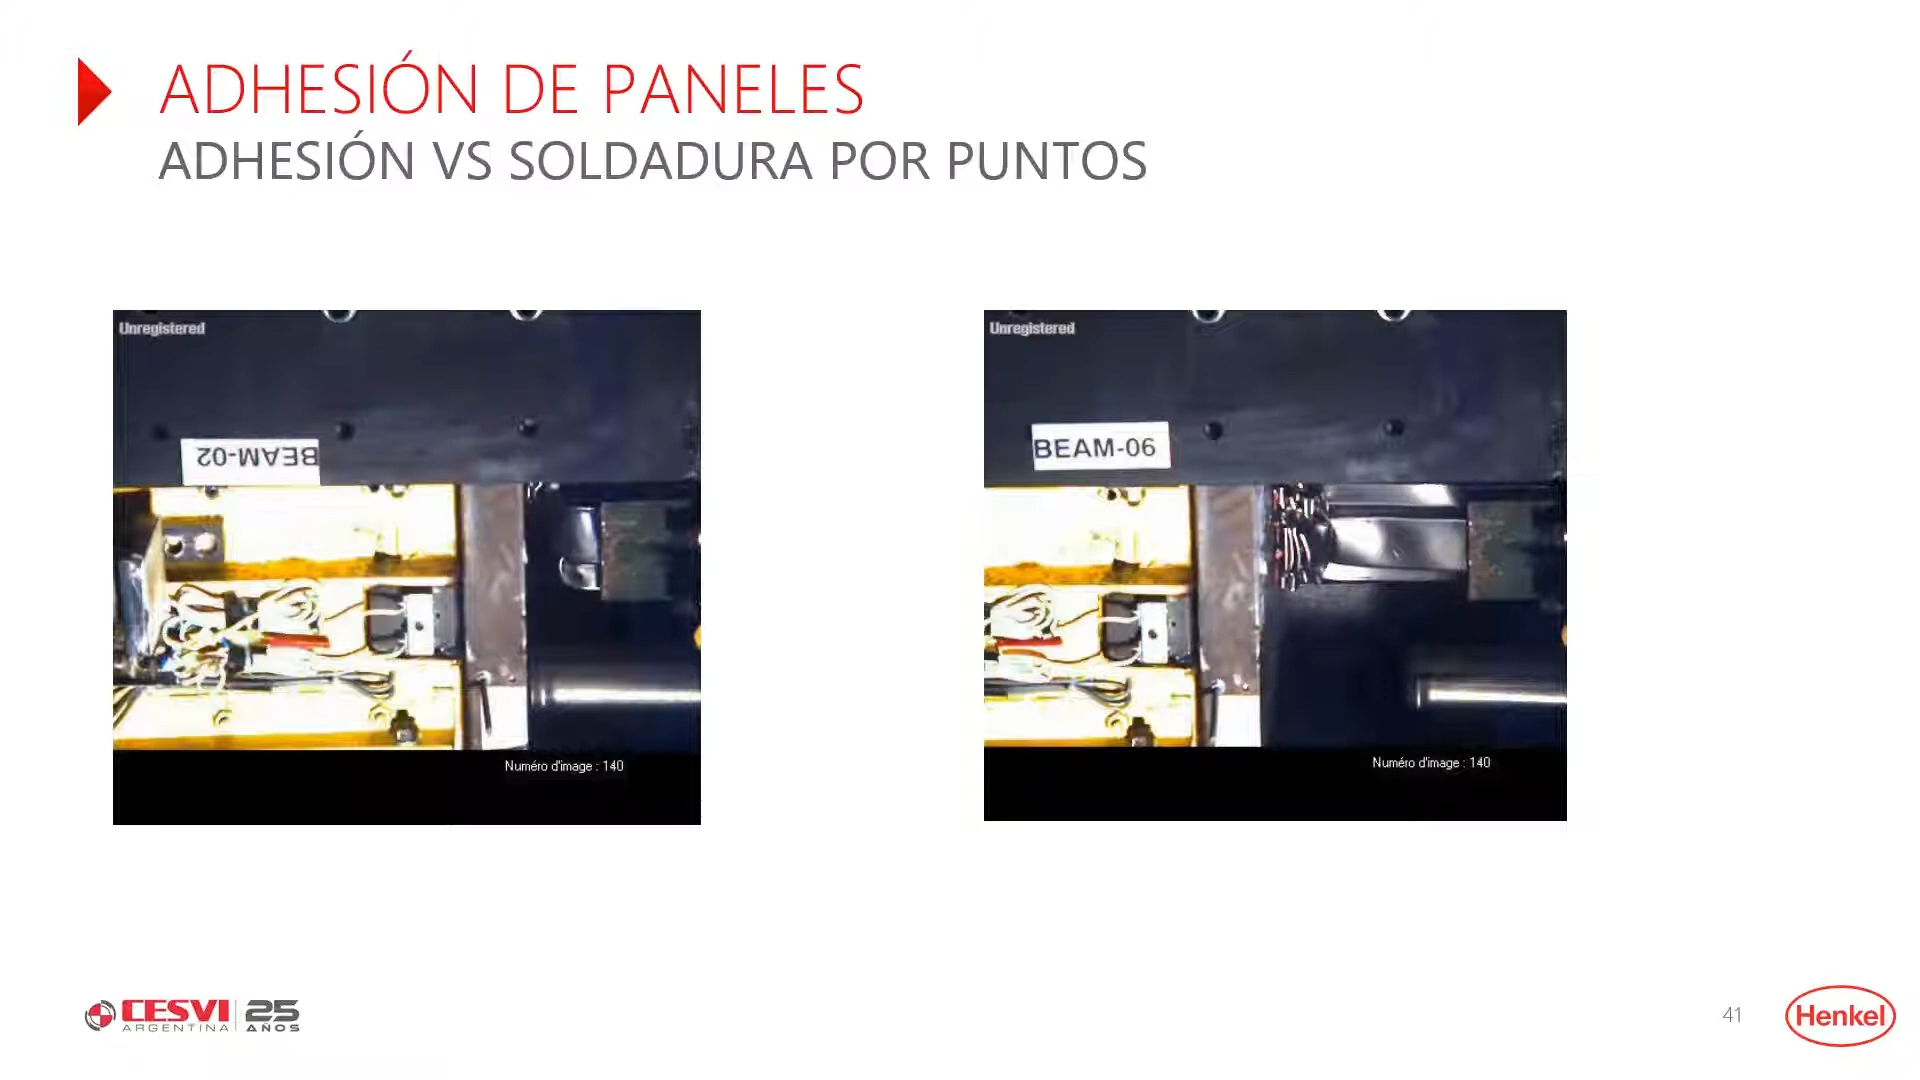 ADHESIÓN DE PANELES
ADHESIÓN VS SOLDADURA POR PUNTOS
Unregistered
BEAM-02
Numéro d'image : 140
Unregistered
BEAM-06
Numéro d'image : 140
CESVI
ARGENTINA
25
AÑOS
41
Henkel